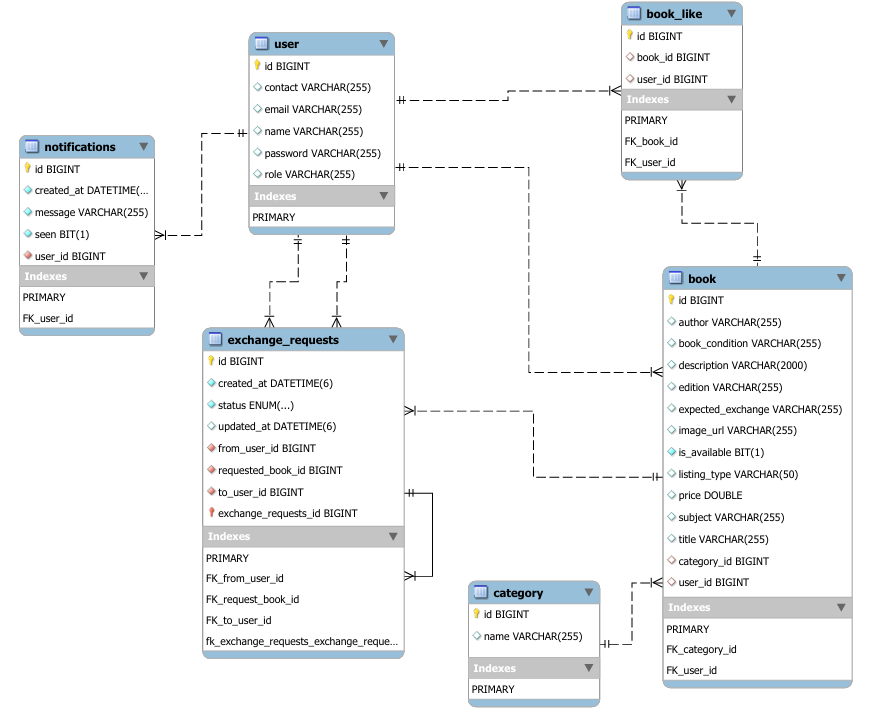 user
id BIGINT
contact VARCHAR(255)
email VARCHAR(255)
name VARCHAR(255)
password VARCHAR(255)
role VARCHAR(255)
Indexes
PRIMARY
book_like
id BIGINT
book_id BIGINT
user_id BIGINT
Indexes
PRIMARY
FK_book_id
FK_user_id
notifications
id BIGINT
created_at DATETIME(...
message VARCHAR(255)
seen BIT(1)
user_id BIGINT
Indexes
PRIMARY
FK_user_id
exchange_requests
id BIGINT
created_at DATETIME(6)
status ENUM(...)
updated_at DATETIME(6)
from_user_id BIGINT
requested_book_id BIGINT
to_user_id BIGINT
exchange_requests_id BIGINT
Indexes
PRIMARY
FK_from_user_id
FK_request_book_id
FK_to_user_id
fk_exchange_requests_exchange_reque...
book
id BIGINT
author VARCHAR(255)
book_condition VARCHAR(255)
description VARCHAR(2000)
edition VARCHAR(255)
expected_exchange VARCHAR(255)
image_url VARCHAR(255)
is_available BIT(1)
listing_type VARCHAR(50)
price DOUBLE
subject VARCHAR(255)
title VARCHAR(255)
category_id BIGINT
user_id BIGINT
Indexes
PRIMARY
FK_category_id
FK_user_id
category
id BIGINT
name VARCHAR(255)
Indexes
PRIMARY